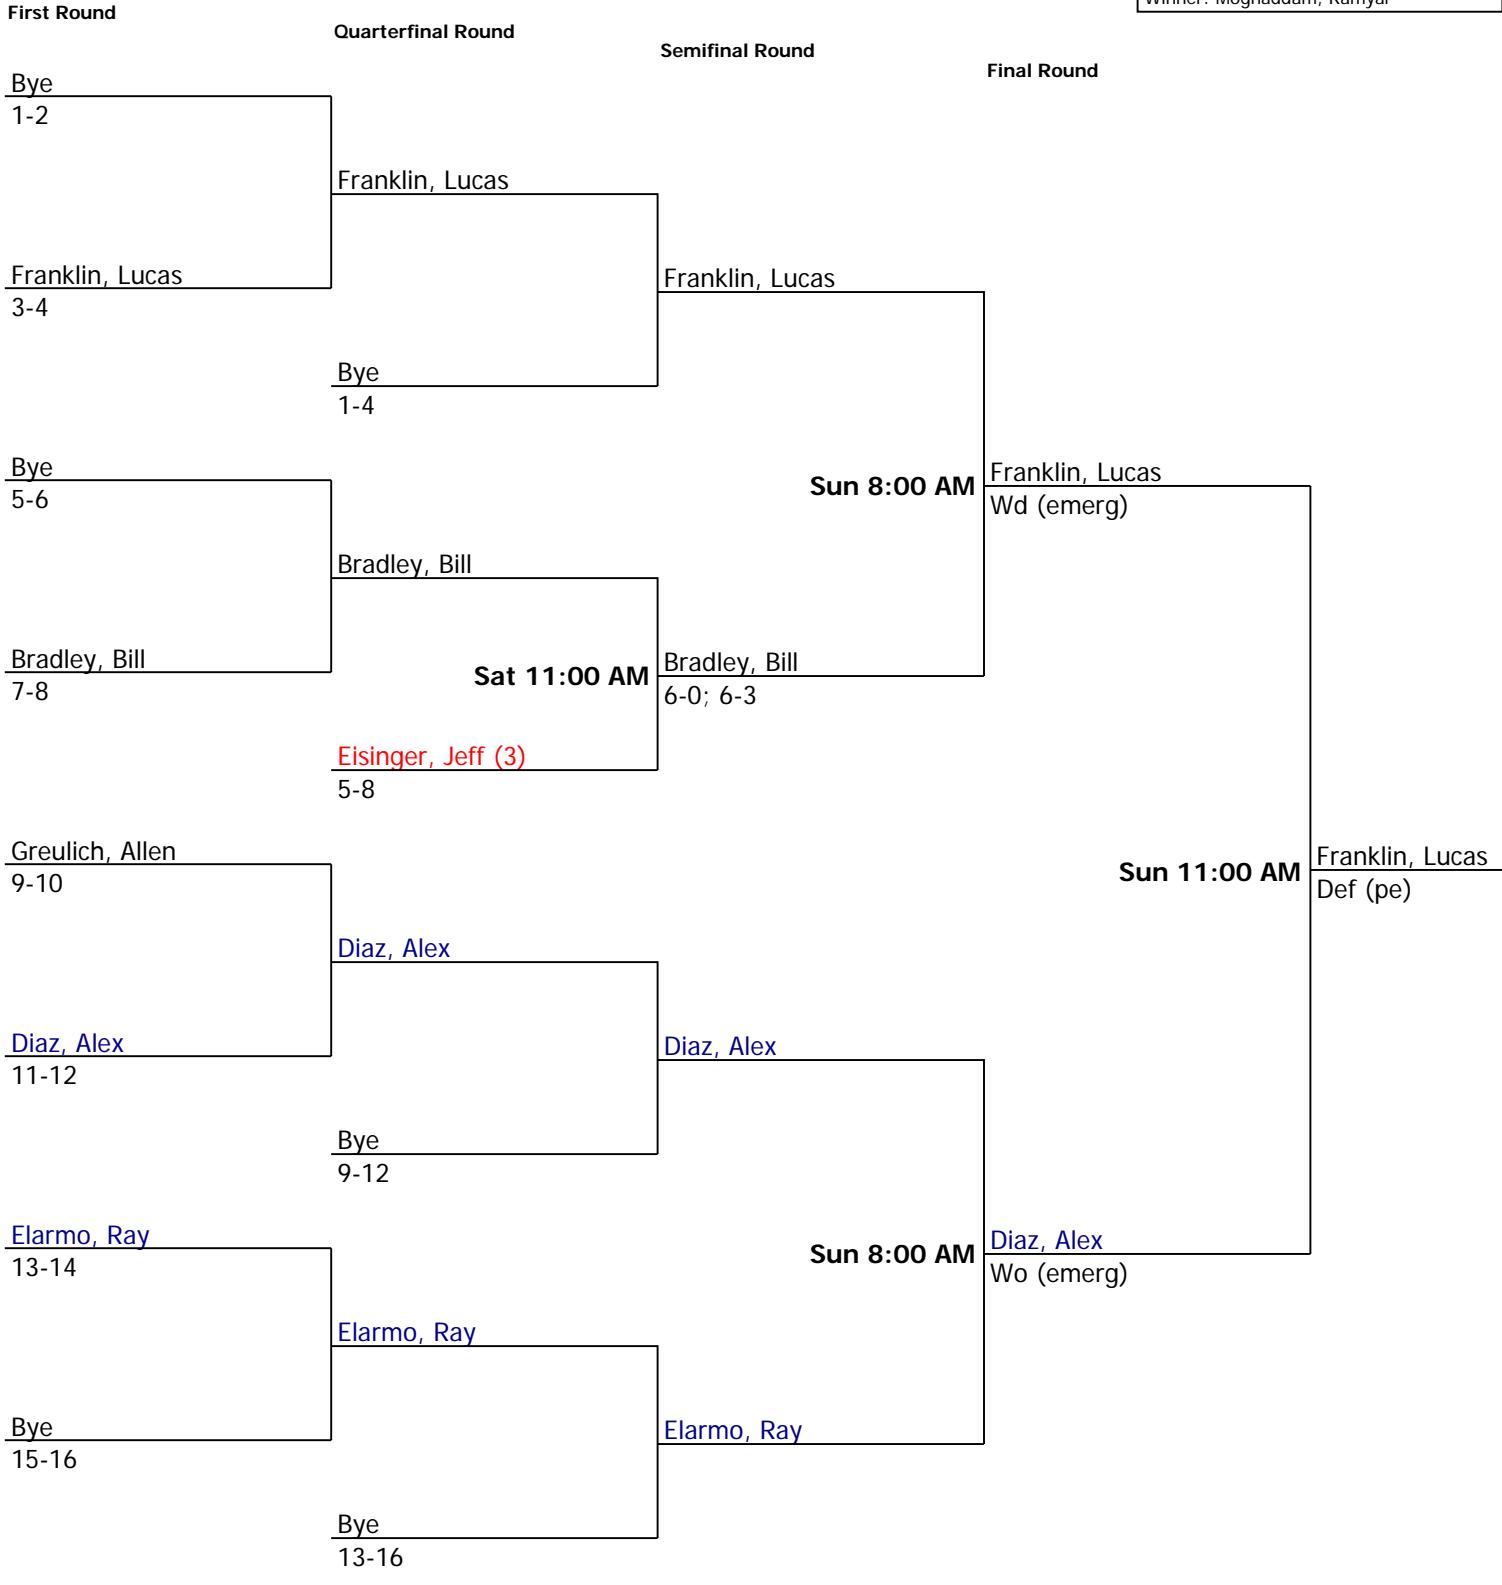 Winner: Moghaddam, Kamyar
First Round
Quarterfinal Round
Semifinal Round
Final Round
Bye
1-2
Franklin, Lucas
Franklin, Lucas
3-4
Franklin, Lucas
Bye
1-4
Bye
5-6
Sun 8:00 AM
Franklin, Lucas
Wd (emerg)
Bradley, Bill
Bradley, Bill
7-8
Sat 11:00 AM
Bradley, Bill
6-0; 6-3
Eisinger, Jeff (3)
5-8
Greulich, Allen
9-10
Sun 11:00 AM
Franklin, Lucas
Def (pe)
Diaz, Alex
Diaz, Alex
11-12
Diaz, Alex
Bye
9-12
Elarmo, Ray
13-14
Sun 8:00 AM
Diaz, Alex
Wo (emerg)
Elarmo, Ray
Bye
15-16
Elarmo, Ray
Bye
13-16